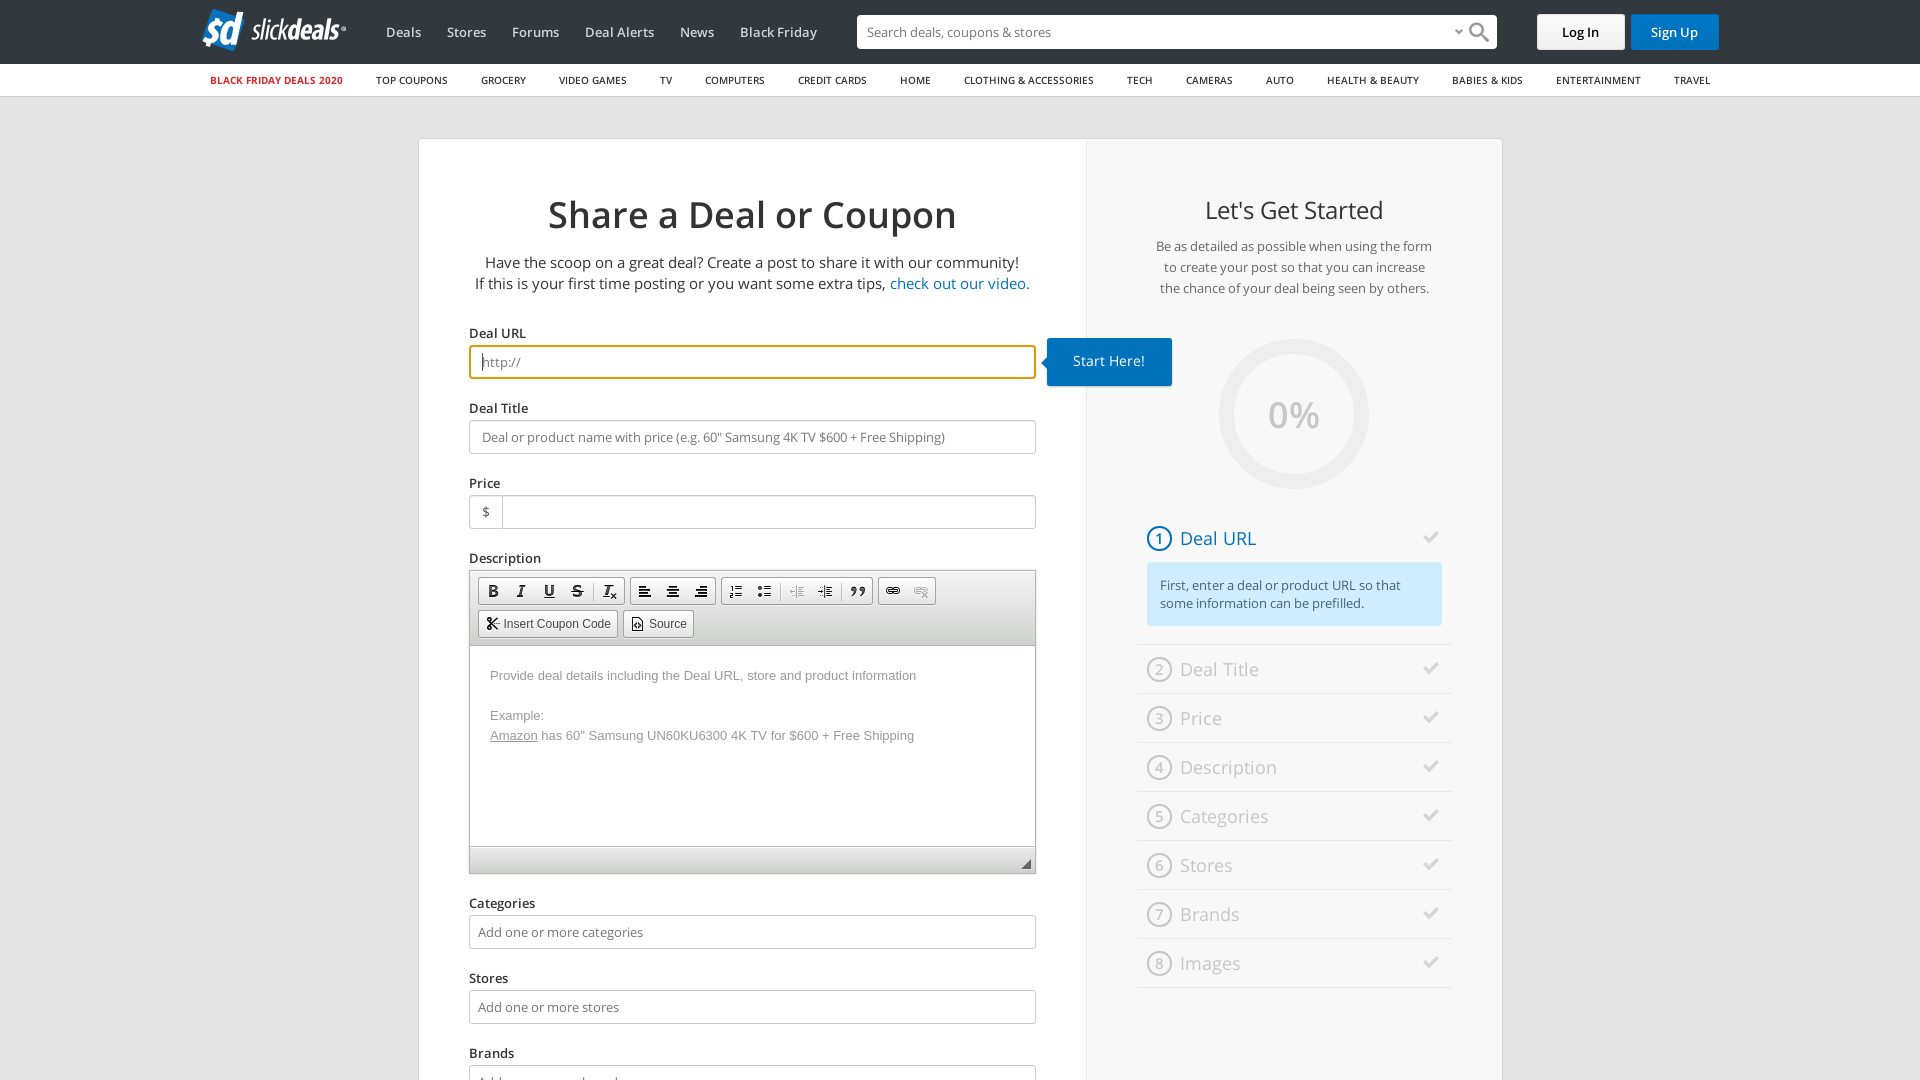 sd slickdeals
Deals
Stores
Forums
Deal Alerts
News
Black Friday
Search deals, coupons & stores
Log In
Sign Up
BLACK FRIDAY DEALS 2020
TOP COUPONS
GROCERY
VIDEO GAMES
TV
COMPUTERS
CREDIT CARDS
HOME
CLOTHING & ACCESSORIES
TECH
CAMERAS
AUTO
HEALTH & BEAUTY
BABIES & KIDS
ENTERTAINMENT
TRAVEL
Share a Deal or Coupon
Have the scoop on a great deal? Create a post to share it with our community!
If this is your first time posting or you want some extra tips, check out our video.
Deal URL
http://
Start Here!
Deal Title
Deal or product name with price (e.g. 60" Samsung 4K TV $600 + Free Shipping)
Price
$
Description
Insert Coupon Code
Source
Provide deal details including the Deal URL, store and product information
Example:
Amazon has 60" Samsung UN60KU6300 4K TV for $600 + Free Shipping
Categories
Add one or more categories
Stores
Add one or more stores
Brands
Let's Get Started
Be as detailed as possible when using the form
to create your post so that you can increase
the chance of your deal being seen by others.
0%
1 Deal URL
First, enter a deal or product URL so that
some information can be prefilled.
2 Deal Title
3 Price
4 Description
5 Categories
6 Stores
7 Brands
8 Images